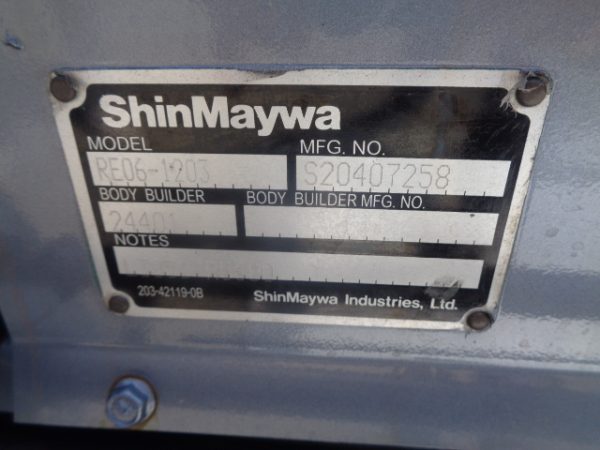 ShinMaywa
MODEL MFG. NO.
RE06-1203 S20407258
BODY BUILDER BODY BUILDER MFG. NO.
24401
NOTES
203-42119-0B ShinMaywa Industries, Ltd.